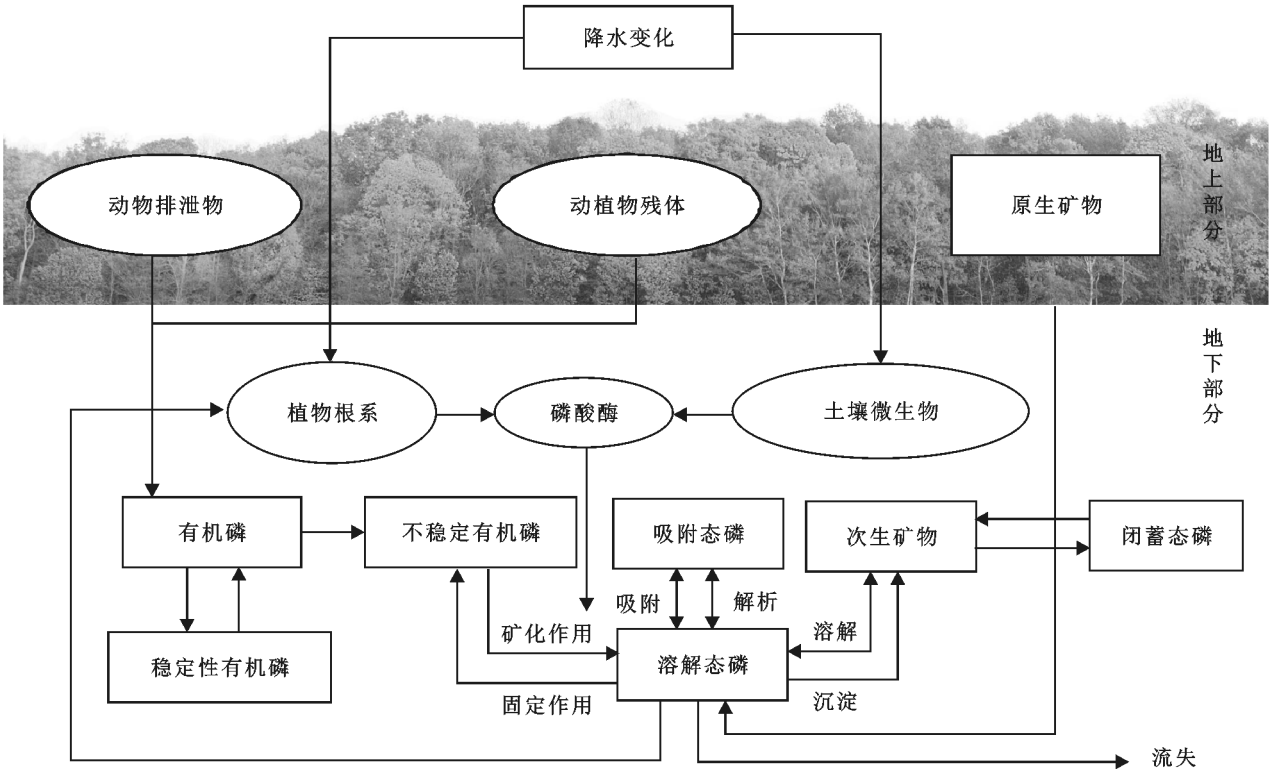 降水变化
动物排泄物
动植物残体
原生矿物
地上部分
地下部分
植物根系
磷酸酶
土壤微生物
有机磷
不稳定有机磷
吸附态磷
次生矿物
闭蓄态磷
吸附
解析
矿化作用
溶解
稳定性有机磷
溶解态磷
固定作用
沉淀
流失